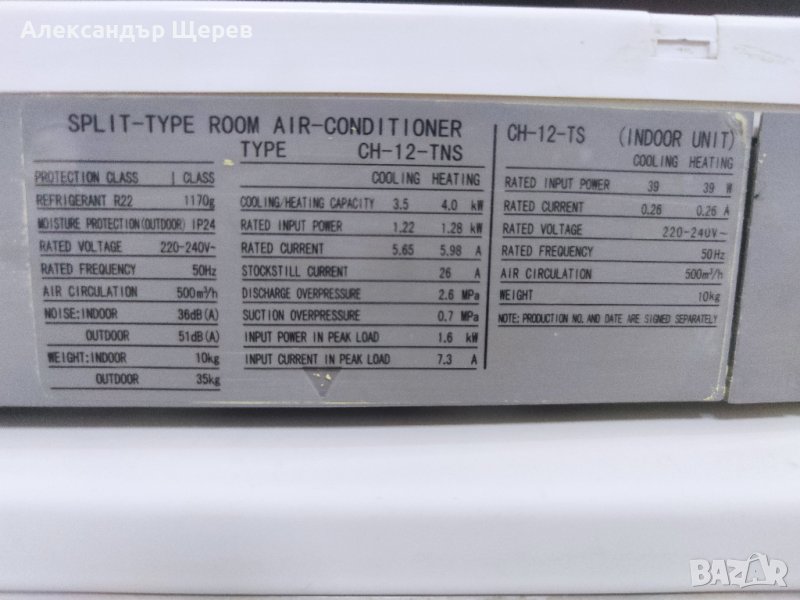 Александър Щерев
SPLIT-TYPE ROOM AIR-CONDITIONER
TYPE CH-12-TNS
PROTECTION CLASS I CLASS
REFRIGERANT R22 1170g
MOISTURE PROTECTION(OUTDOOR) IP24
RATED VOLTAGE 220-240V~
RATED FREQUENCY 50Hz
AIR CIRCULATION 500m³/h
NOISE:INDOOR 36dB(A)
OUTDOOR 51dB(A)
WEIGHT:INDOOR 10kg
OUTDOOR 35kg
COOLING HEATING
COOLING/HEATING CAPACITY 3.5 4.0 kW
RATED INPUT POWER 1.22 1.28 kW
RATED CURRENT 5.65 5.98 A
STOCKSTILL CURRENT 26 A
DISCHARGE OVERPRESSURE 2.6 MPa
SUCTION OVERPRESSURE 0.7 MPa
INPUT POWER IN PEAK LOAD 1.6 kW
INPUT CURRENT IN PEAK LOAD 7.3 A
CH-12-TS (INDOOR UNIT)
COOLING HEATING
RATED INPUT POWER 39 39 W
RATED CURRENT 0.26 0.26 A
RATED VOLTAGE 220-240V~
RATED FREQUENCY 50Hz
AIR CIRCULATION 500m³/h
WEIGHT 10kg
NOTE: PRODUCTION NO. AND DATE ARE SIGNED SEPARATELY
BAZAR